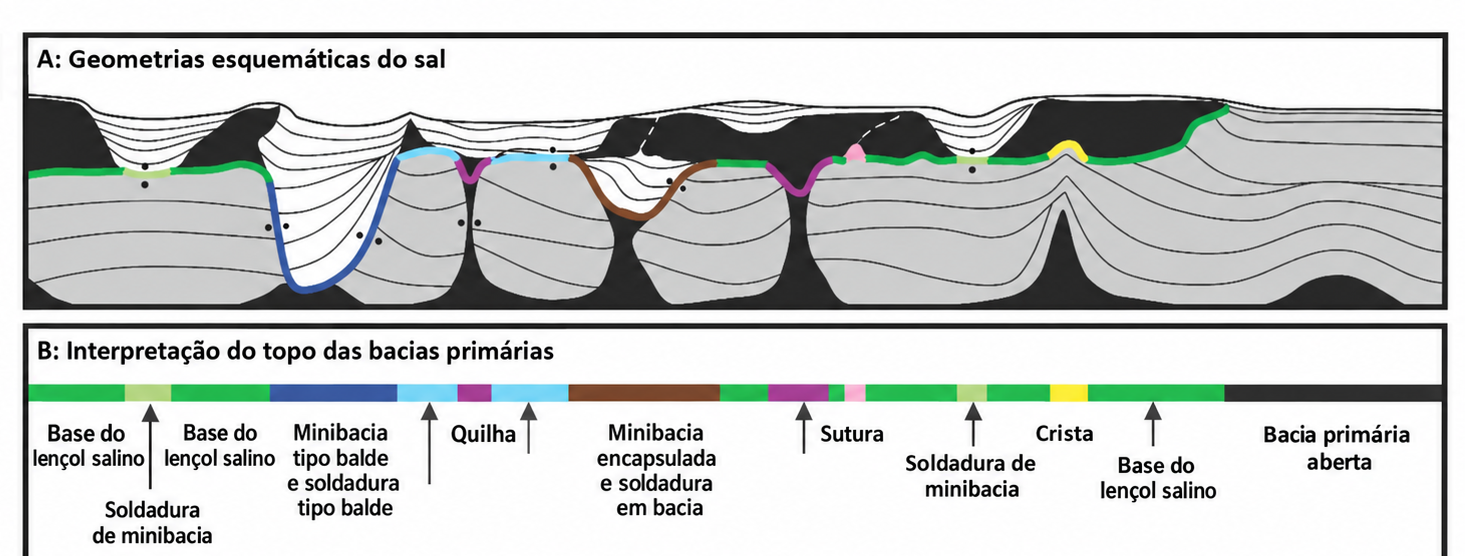 A: Geometrias esquemáticas do sal
B: Interpretação do topo das bacias primárias
Base do
lençol salino
Soldadura
de minibacia
Base do
lençol salino
Minibacia
tipo balde
e soldadura
tipo balde
Quilha
Minibacia
encapsulada
e soldadura
em bacia
Sutura
Soldadura de
minibacia
Crista
Base do
lençol salino
Bacia primária
aberta